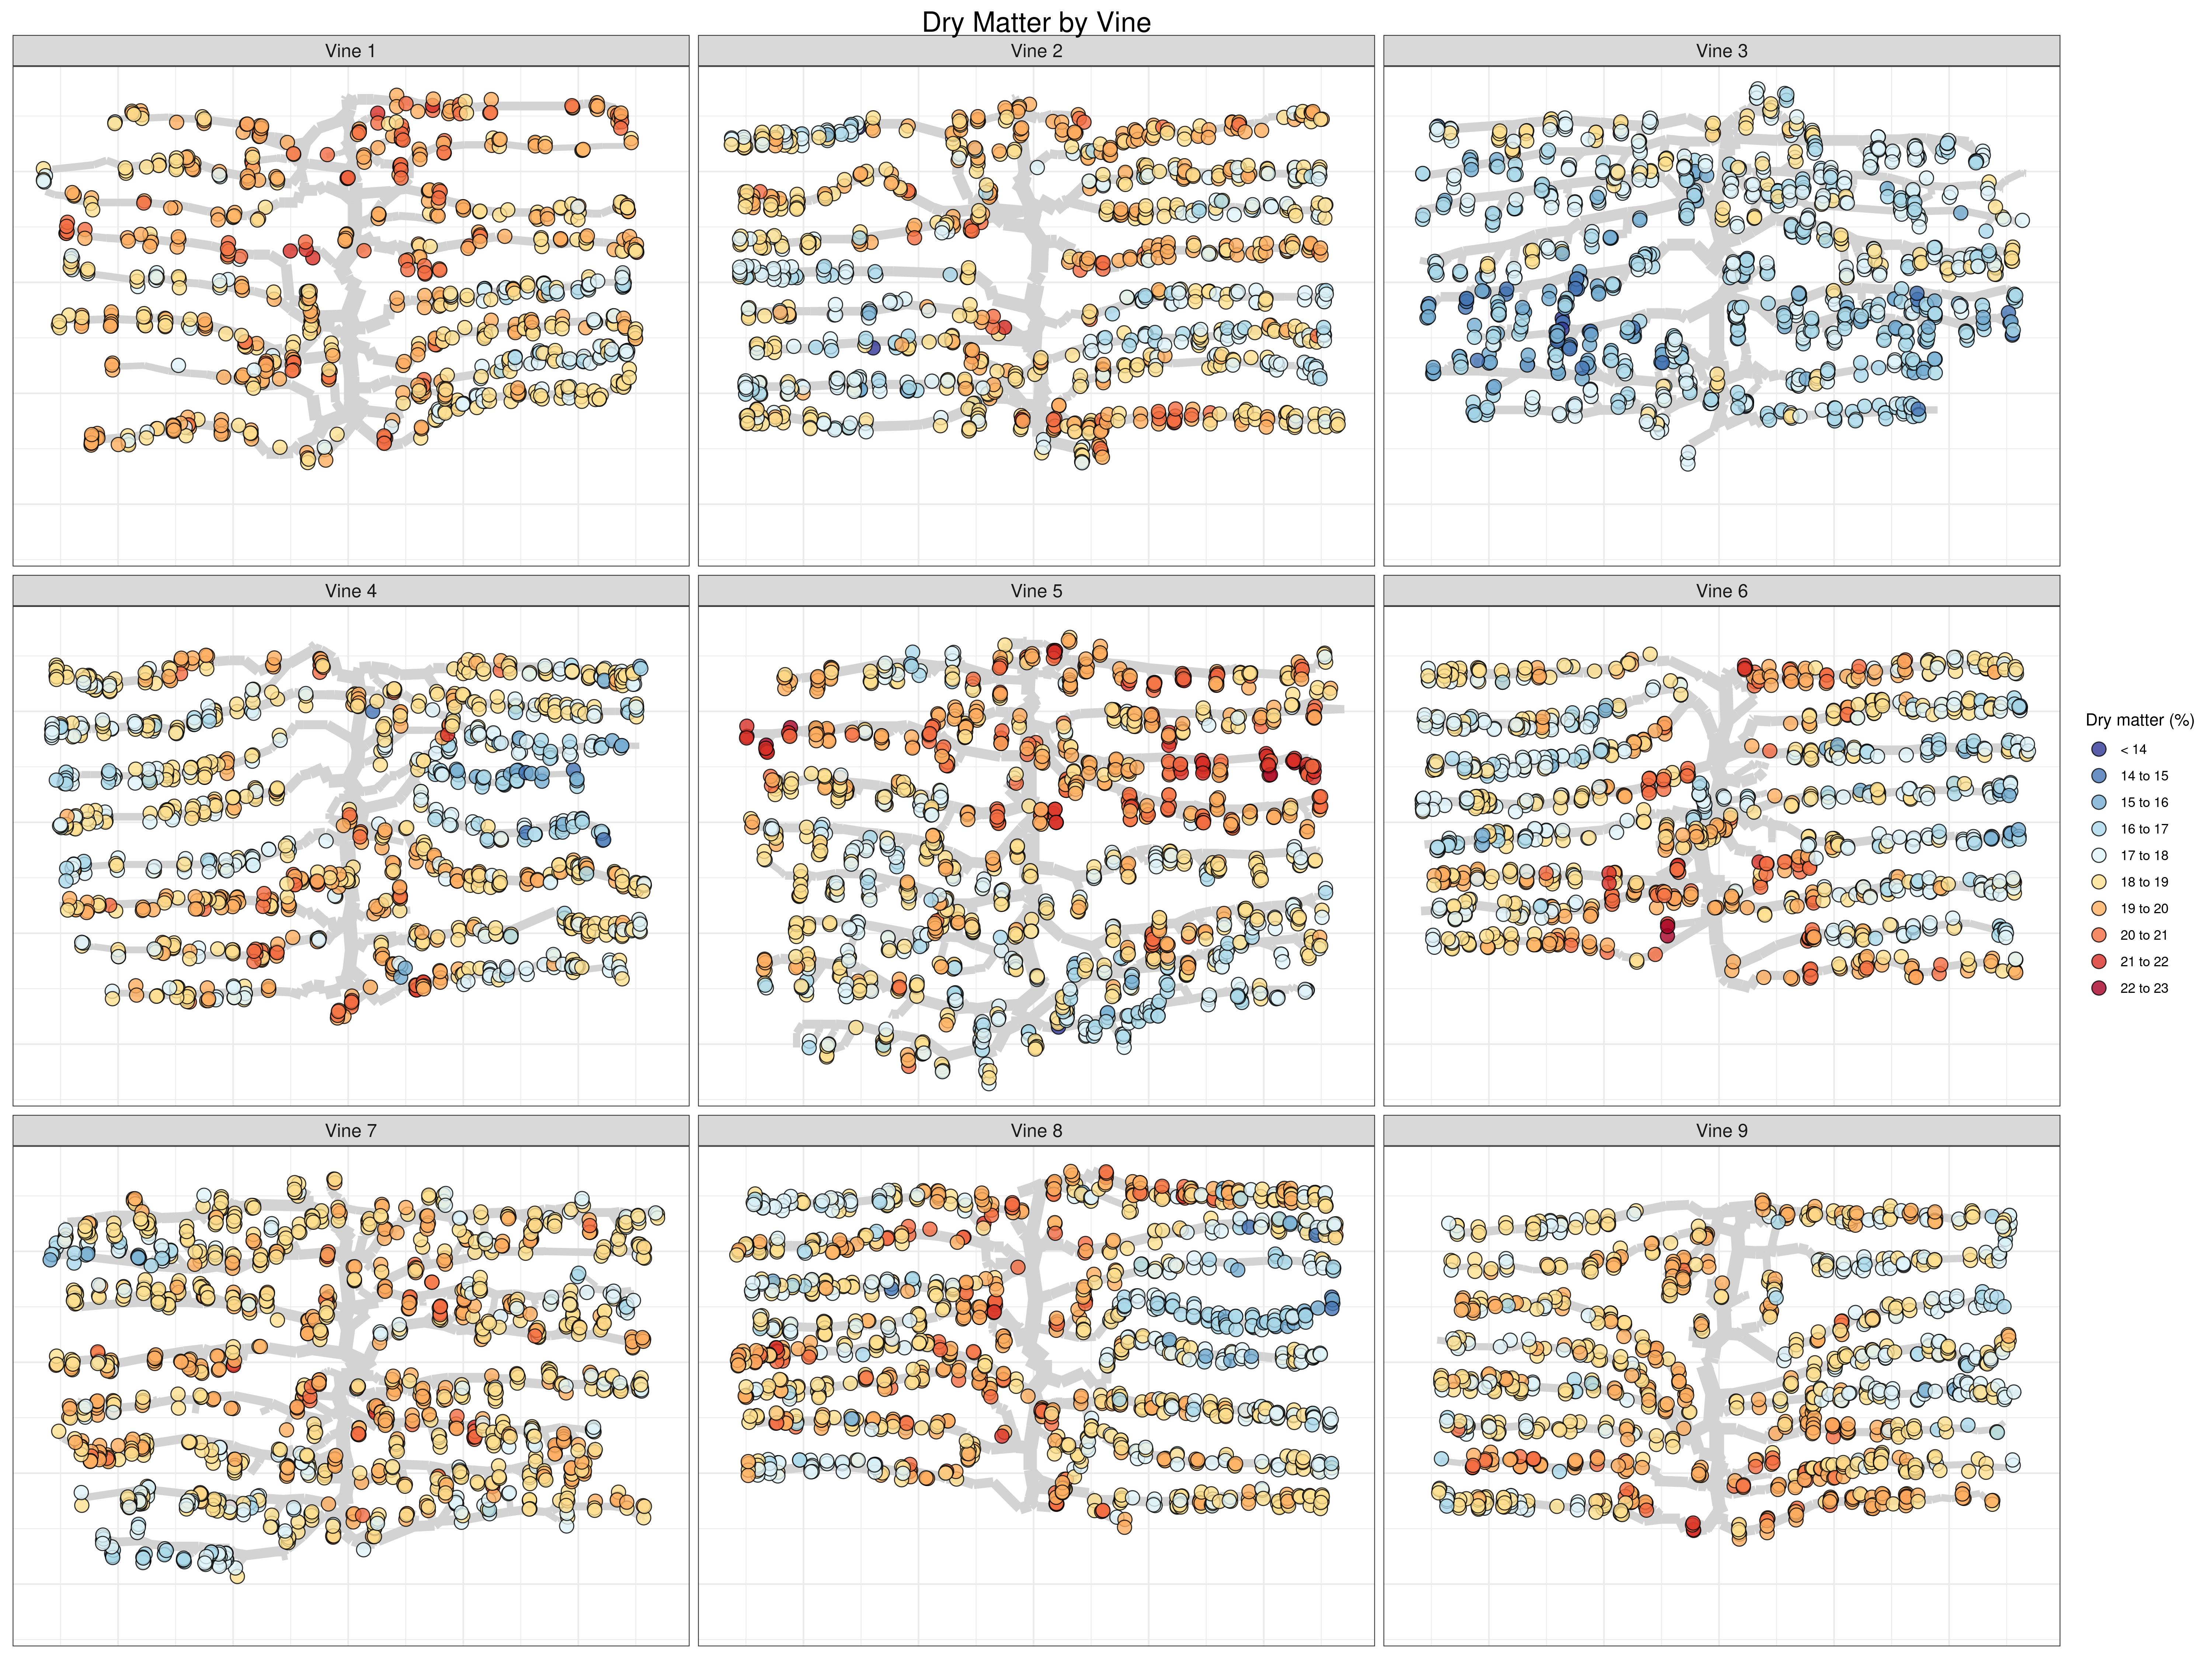 Dry Matter by Vine
Vine 1
Vine 2
Vine 3
Vine 4
Vine 5
Vine 6
Vine 7
Vine 8
Vine 9
Dry matter (%)
< 14
14 to 15
15 to 16
16 to 17
17 to 18
18 to 19
19 to 20
20 to 21
21 to 22
22 to 23